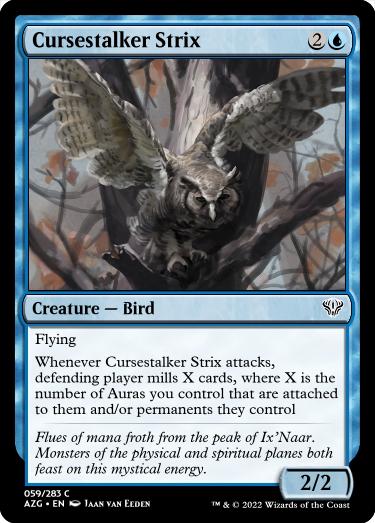 Cursestalker Strix 2
Creature — Bird
Flying
Whenever Cursestalker Strix attacks,
defending player mills X cards, where X is the
number of Auras you control that are attached
to them and/or permanents they control
Flues of mana froth from the peak of Ix'Naar.
Monsters of the physical and spiritual planes both
feast on this mystical energy.
2/2
059/283 C
AZG • EN Jaan van Eeden
™ & © 2022 Wizards of the Coast